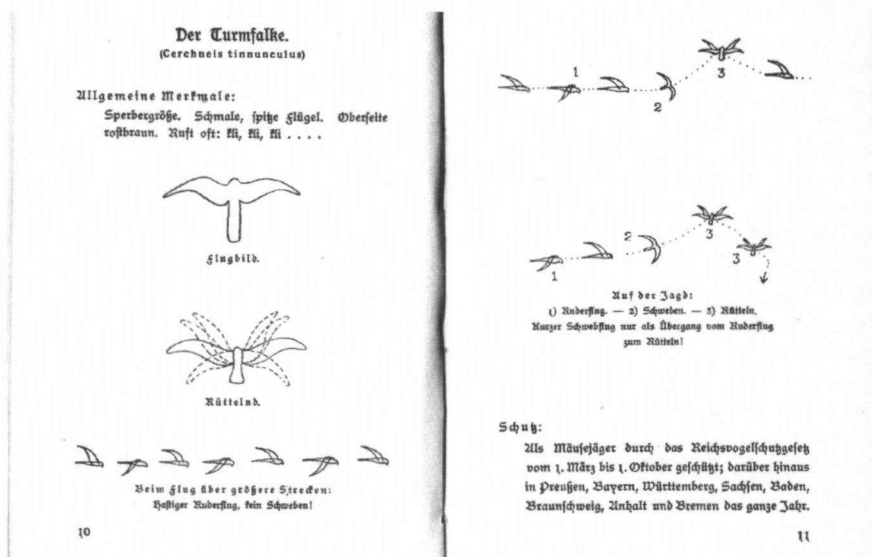 Der Turmfalke.
(Cerchneis tinnunculus)
Allgemeine Merkmale:
Sperbergröße. Schmale, spitze Flügel. Oberseite
rostbraun. Ruft oft: kli, kli, kli . . . .
Flugbild.
Rüttelnd.
Beim Flug über größere Strecken:
Hastiger Ruderflug, kein Schweben!
10
1
2
3
1
2
3
3
Auf der Jagd:
1) Ruderflug. — 2) Schweben. — 3) Rütteln.
Kurzer Schwebflug nur als Übergang vom Ruderflug
zum Rütteln!
Schutz:
Als Mäusejäger durch das Reichsvogelschutzgesetz
vom 1. März bis 1. Oktober geschützt; darüber hinaus
in Preußen, Bayern, Württemberg, Sachsen, Baden,
Braunschweig, Anhalt und Bremen das ganze Jahr.
11